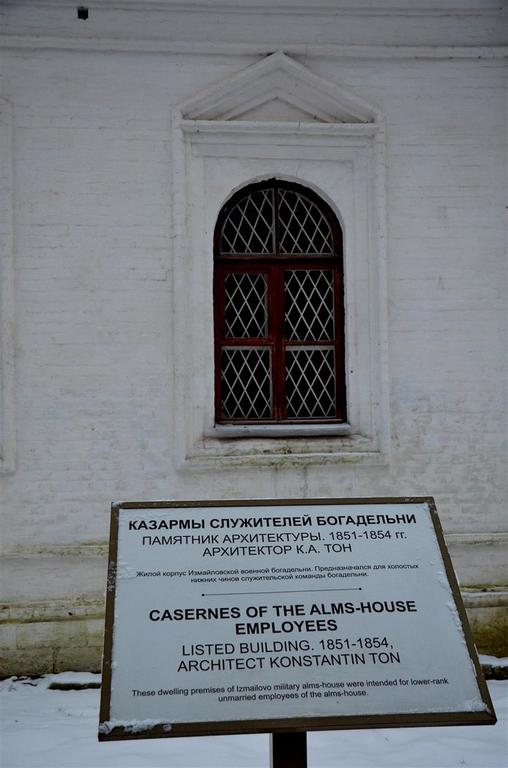 КАЗАРМЫ СЛУЖИТЕЛЕЙ БОГАДЕЛЬНИ
ПАМЯТНИК АРХИТЕКТУРЫ. 1851-1854 гг.
АРХИТЕКТОР К.А. ТОН
Жилой корпус Измайловской военной богадельни. Предназначался для холостых
нижних чинов служительской команды богадельни.
CASERNES OF THE ALMS-HOUSE
EMPLOYEES
LISTED BUILDING. 1851-1854,
ARCHITECT KONSTANTIN TON
These dwelling premises of Izmailovo military alms-house were intended for lower-rank
unmarried employees of the alms-house.